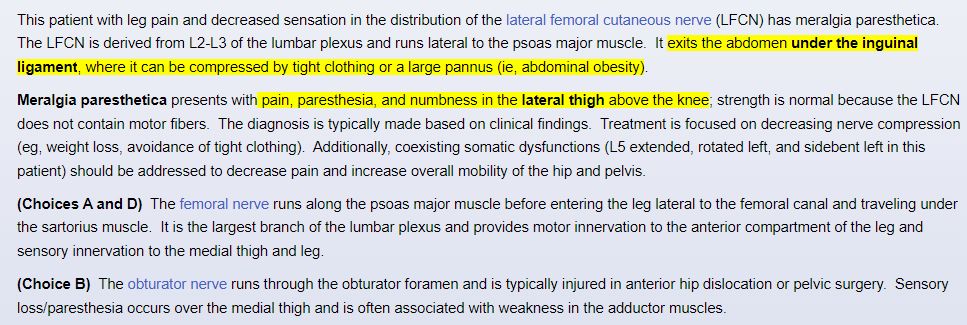 This patient with leg pain and decreased sensation in the distribution of the lateral femoral cutaneous nerve (LFCN) has meralgia paresthetica.
The LFCN is derived from L2-L3 of the lumbar plexus and runs lateral to the psoas major muscle.  It exits the abdomen under the inguinal
ligament, where it can be compressed by tight clothing or a large pannus (ie, abdominal obesity).
Meralgia paresthetica presents with pain, paresthesia, and numbness in the lateral thigh above the knee; strength is normal because the LFCN
does not contain motor fibers.  The diagnosis is typically made based on clinical findings.  Treatment is focused on decreasing nerve compression
(eg, weight loss, avoidance of tight clothing).  Additionally, coexisting somatic dysfunctions (L5 extended, rotated left, and sidebent left in this
patient) should be addressed to decrease pain and increase overall mobility of the hip and pelvis.
(Choices A and D)  The femoral nerve runs along the psoas major muscle before entering the leg lateral to the femoral canal and traveling under
the sartorius muscle.  It is the largest branch of the lumbar plexus and provides motor innervation to the anterior compartment of the leg and
sensory innervation to the medial thigh and leg.
(Choice B)  The obturator nerve runs through the obturator foramen and is typically injured in anterior hip dislocation or pelvic surgery.  Sensory
loss/paresthesia occurs over the medial thigh and is often associated with weakness in the adductor muscles.